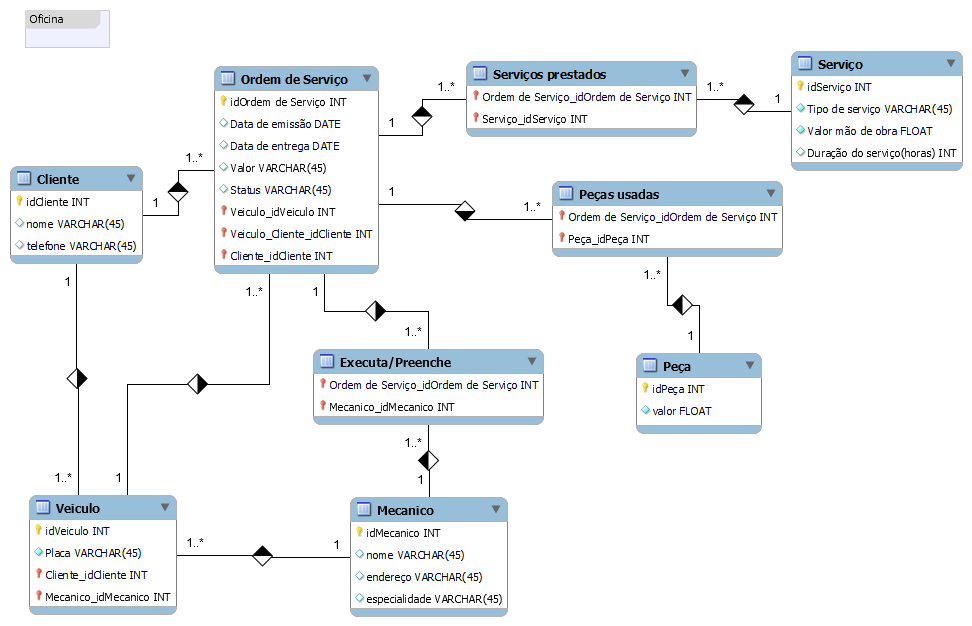 Oficina
Ordem de Serviço
idOrdem de Serviço INT
Data de emissão DATE
Data de entrega DATE
Valor VARCHAR(45)
Status VARCHAR(45)
Veiculo_idVeiculo INT
Veiculo_Cliente_idCliente INT
Cliente_idCliente INT
Serviços prestados
Ordem de Serviço_idOrdem de Serviço INT
Serviço_idServiço INT
Serviço
idServiço INT
Tipo de serviço VARCHAR(45)
Valor mão de obra FLOAT
Duração do serviço(horas) INT
1..*
1
1..*
1
Cliente
idCliente INT
nome VARCHAR(45)
telefone VARCHAR(45)
1..*
1
1
1..*
Peças usadas
Ordem de Serviço_idOrdem de Serviço INT
Peça_idPeça INT
1..*
1
Peça
idPeça INT
valor FLOAT
1
1..*
1
1..*
Executa/Preenche
Ordem de Serviço_idOrdem de Serviço INT
Mecanico_idMecanico INT
1..*
1
1..*
1
Veiculo
idVeiculo INT
Placa VARCHAR(45)
Cliente_idCliente INT
Mecanico_idMecanico INT
1..*
1
Mecanico
idMecanico INT
nome VARCHAR(45)
endereço VARCHAR(45)
especialidade VARCHAR(45)